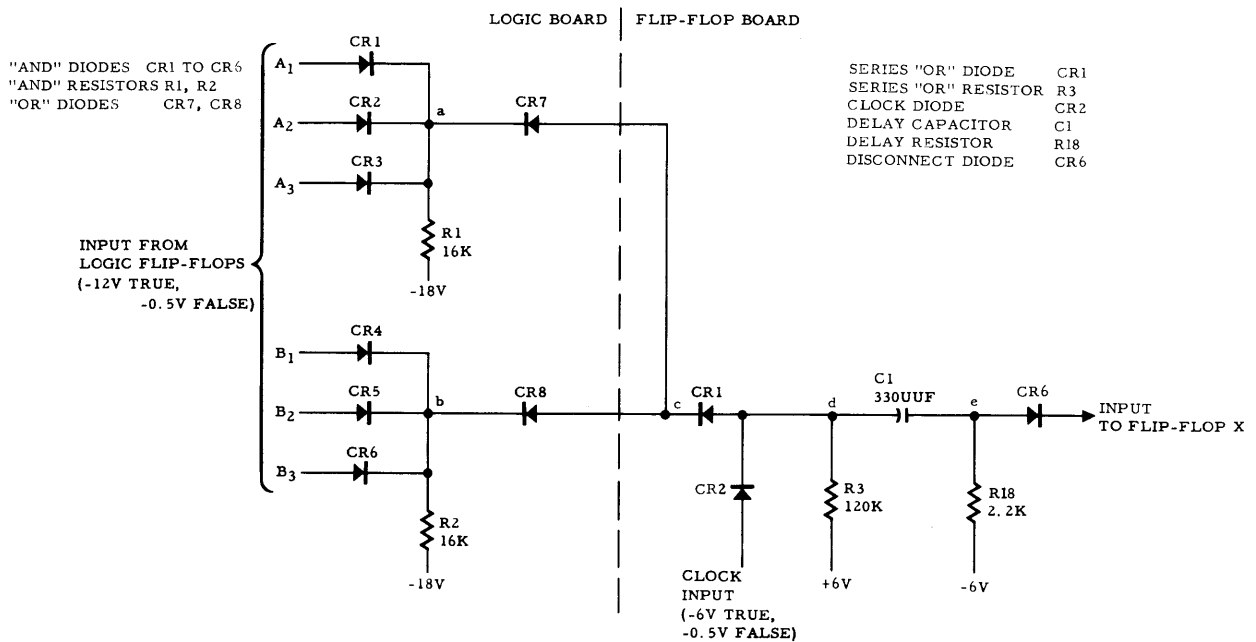 LOGIC BOARD
FLIP-FLOP BOARD
"AND" DIODES CR1 TO CR6
"AND" RESISTORS R1, R2
"OR" DIODES CR7, CR8
SERIES "OR" DIODE CR1
SERIES "OR" RESISTOR R3
CLOCK DIODE CR2
DELAY CAPACITOR C1
DELAY RESISTOR R18
DISCONNECT DIODE CR6
A1
CR1
A2
CR2
a
CR7
A3
CR3
R1
16K
-18V
INPUT FROM
LOGIC FLIP-FLOPS
(-12V TRUE,
-0.5V FALSE)
B1
CR4
B2
CR5
b
CR8
B3
CR6
R2
16K
-18V
c
CR1
d
C1
330UUF
e
CR6
INPUT
TO FLIP-FLOP X
CR2
R3
120K
R18
2.2K
CLOCK
INPUT
(-6V TRUE,
-0.5V FALSE)
+6V
-6V